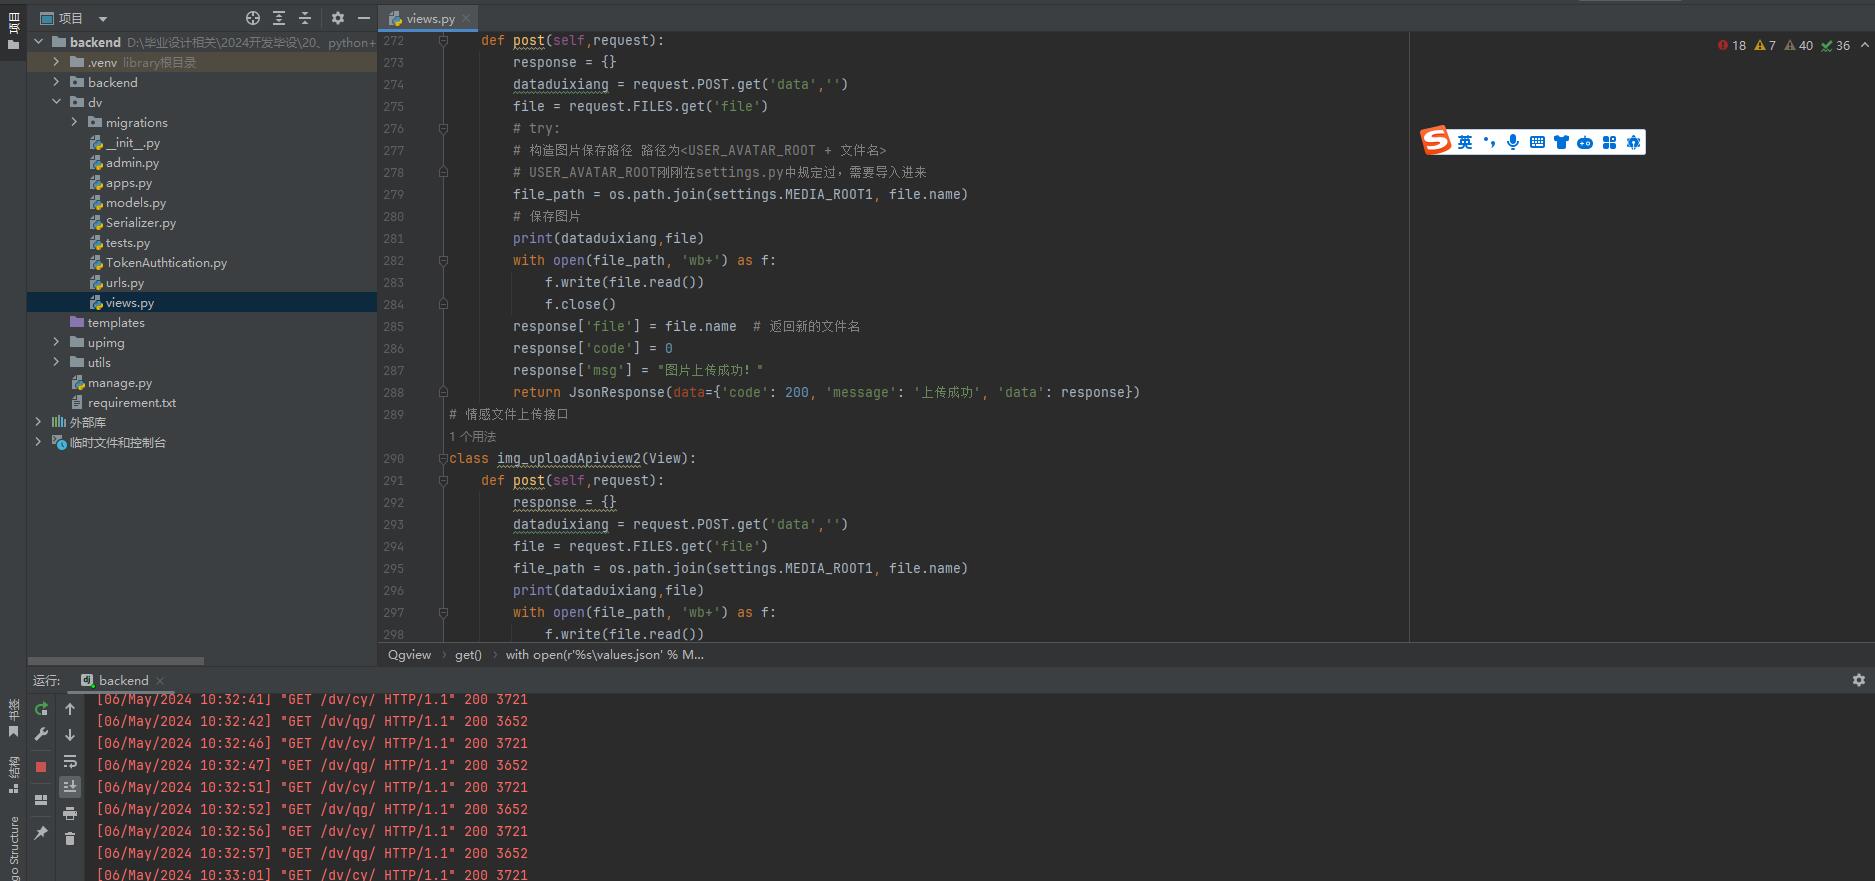 项目
项目
backend D:\毕业设计相关\2024开发毕设\20、python+
.venv library根目录
backend
dv
migrations
__init__.py
admin.py
apps.py
models.py
Serializer.py
tests.py
TokenAuthtication.py
urls.py
views.py
templates
upimg
utils
manage.py
requirement.txt
外部库
临时文件和控制台
views.py
18 7 40 36
272 def post(self,request):
273 response = {}
274 dataduixiang = request.POST.get('data','')
275 file = request.FILES.get('file')
276 # try:
277 # 构造图片保存路径 路径为<USER_AVATAR_ROOT + 文件名>
278 # USER_AVATAR_ROOT刚刚在settings.py中规定过，需要导入进来
279 file_path = os.path.join(settings.MEDIA_ROOT1, file.name)
280 # 保存图片
281 print(dataduixiang,file)
282 with open(file_path, 'wb+') as f:
283 f.write(file.read())
284 f.close()
285 response['file'] = file.name # 返回新的文件名
286 response['code'] = 0
287 response['msg'] = "图片上传成功！"
288 return JsonResponse(data={'code': 200, 'message': '上传成功', 'data': response})
289 # 情感文件上传接口
1 个用法
290 class img_uploadApiview2(View):
291 def post(self,request):
292 response = {}
293 dataduixiang = request.POST.get('data','')
294 file = request.FILES.get('file')
295 file_path = os.path.join(settings.MEDIA_ROOT1, file.name)
296 print(dataduixiang,file)
297 with open(file_path, 'wb+') as f:
298 f.write(file.read())
英
Qgview › get() › with open(r'%s\values.json' % M...
运行: backend
[06/May/2024 10:32:41] "GET /dv/cy/ HTTP/1.1" 200 3721
[06/May/2024 10:32:42] "GET /dv/qg/ HTTP/1.1" 200 3652
[06/May/2024 10:32:46] "GET /dv/cy/ HTTP/1.1" 200 3721
[06/May/2024 10:32:47] "GET /dv/qg/ HTTP/1.1" 200 3652
[06/May/2024 10:32:51] "GET /dv/cy/ HTTP/1.1" 200 3721
[06/May/2024 10:32:52] "GET /dv/qg/ HTTP/1.1" 200 3652
[06/May/2024 10:32:56] "GET /dv/cy/ HTTP/1.1" 200 3721
[06/May/2024 10:32:57] "GET /dv/qg/ HTTP/1.1" 200 3652
[06/May/2024 10:33:01] "GET /dv/cy/ HTTP/1.1" 200 3721
书签
结构
go Structure